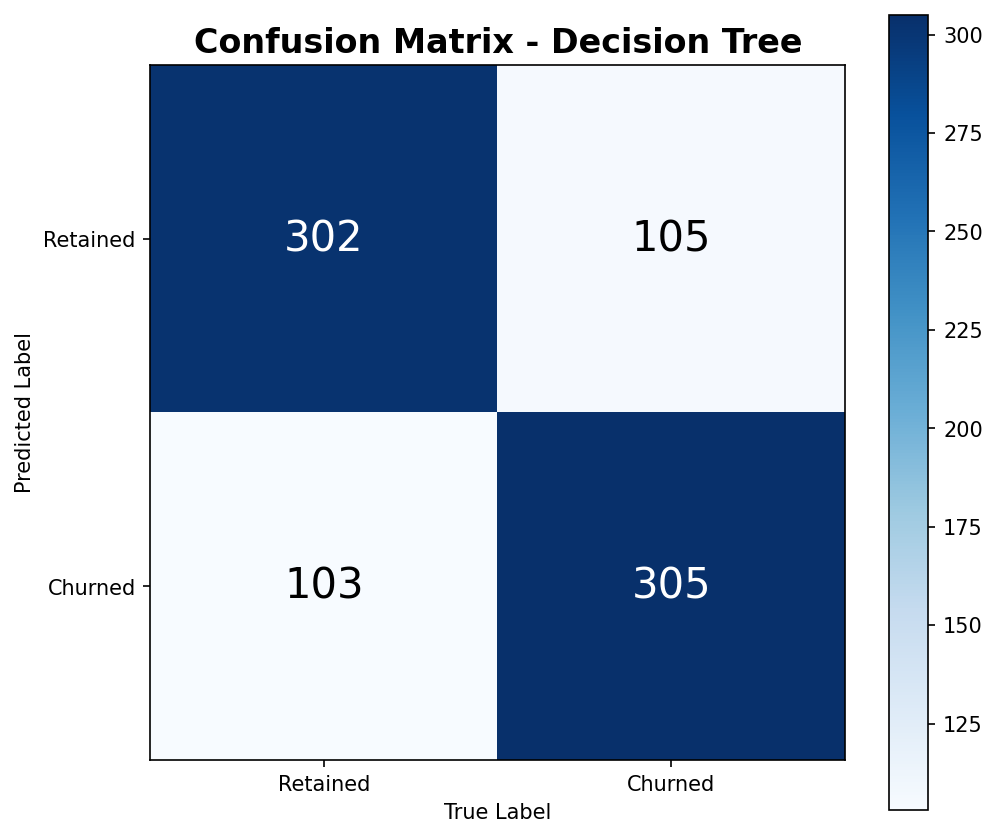 Confusion Matrix - Decision Tree
Predicted Label
Retained
302
105
Churned
103
305
Retained
Churned
True Label
300
275
250
225
200
175
150
125